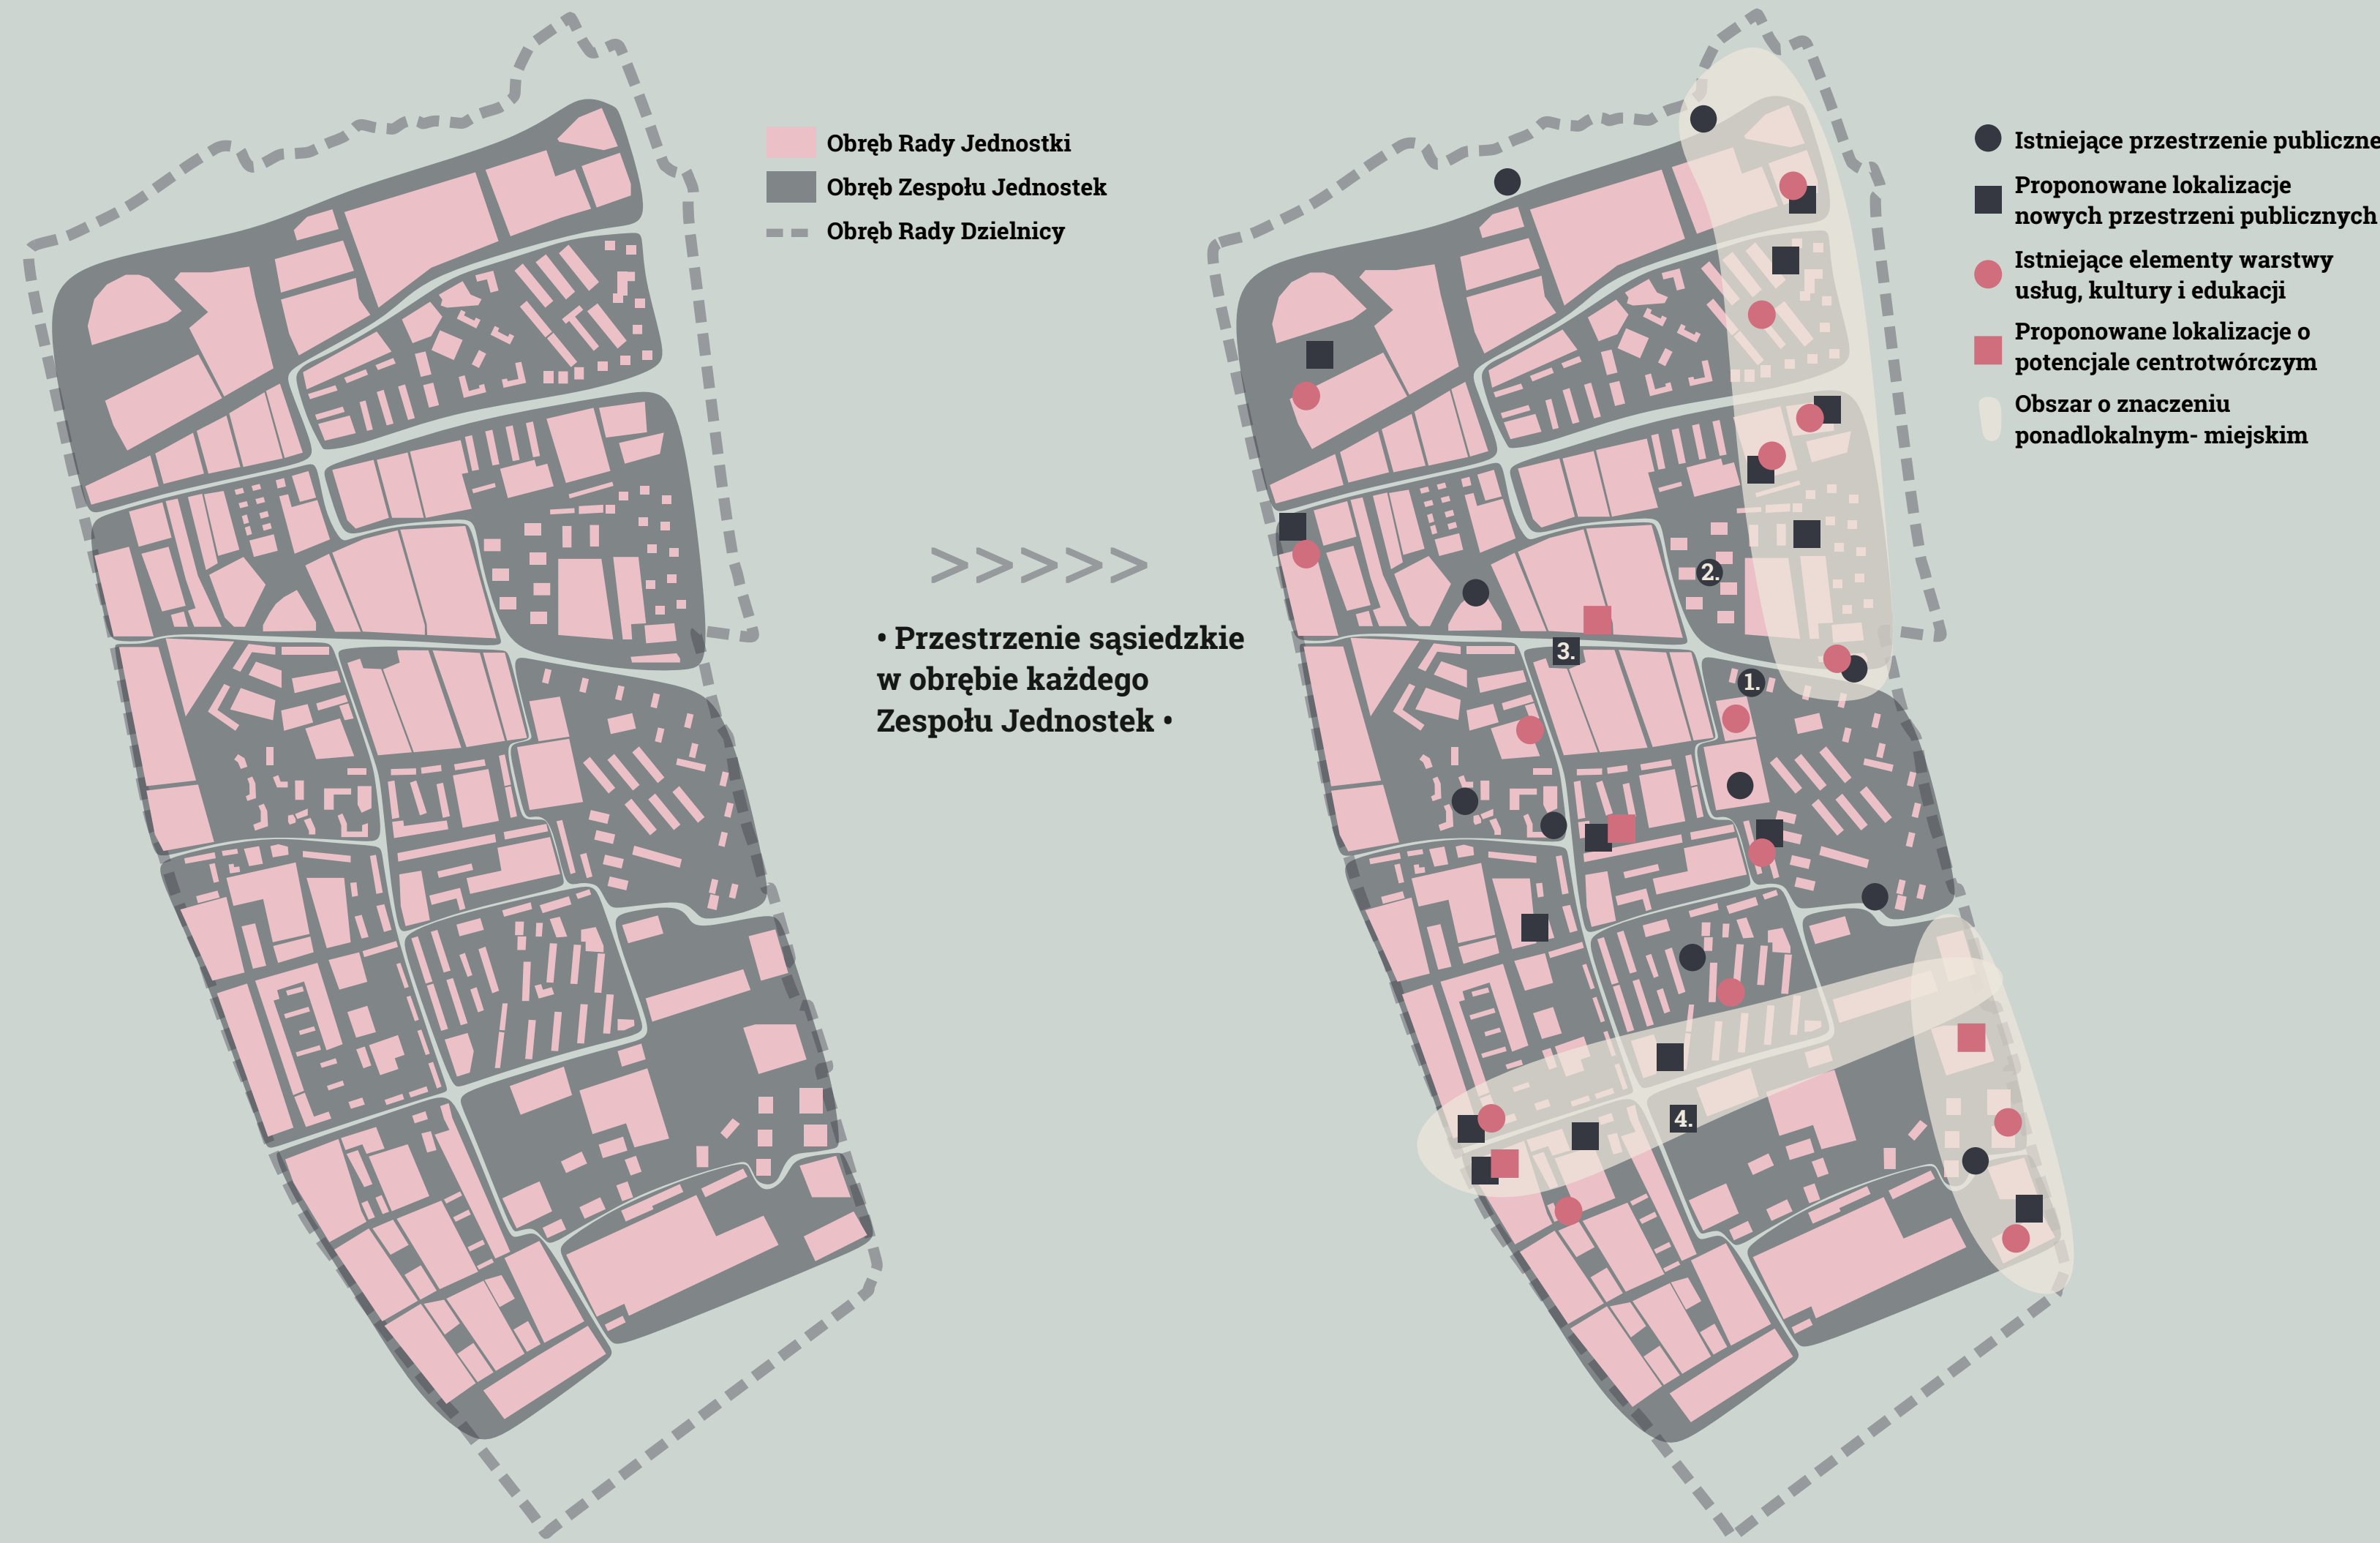 Obręb Rady Jednostki
Obręb Zespołu Jednostek
Obręb Rady Dzielnicy
>>>>>
• Przestrzenie sąsiedzkie
w obrębie każdego
Zespołu Jednostek •
Istniejące przestrzenie publiczne
Proponowane lokalizacje
nowych przestrzeni publicznych
Istniejące elementy warstwy
usług, kultury i edukacji
Proponowane lokalizacje o
potencjale centrotwórczym
Obszar o znaczeniu
ponadlokalnym- miejskim
2.
3.
1.
4.